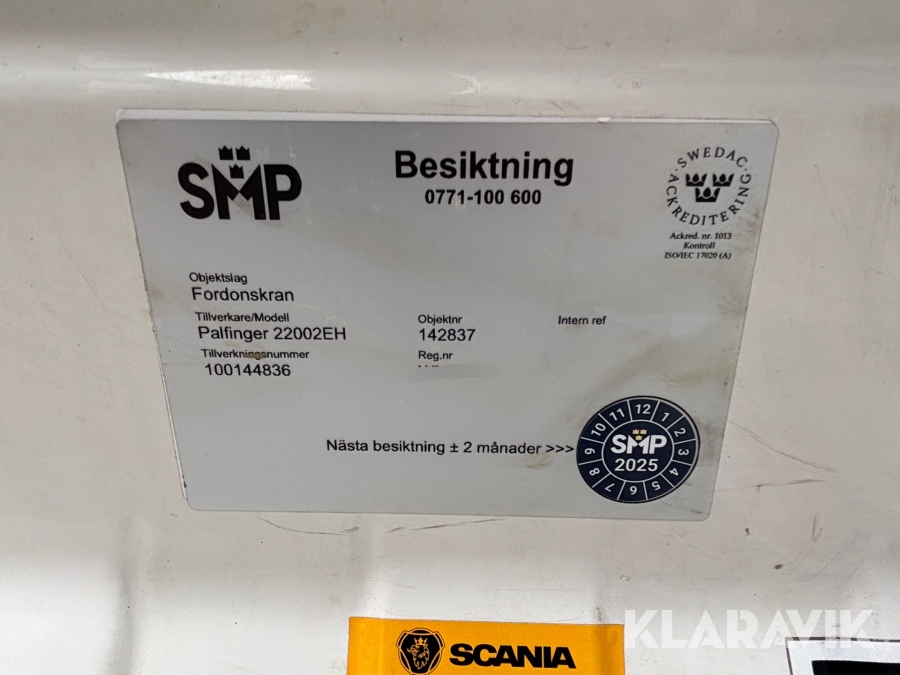 SMP
Besiktning
0771-100 600
SWEDAC
ACKREDITERING
Ackred. nr. 1013
Kontroll
ISO/IEC 17020 (A)
Objektslag
Fordonskran
Tillverkare/Modell
Palfinger 22002EH
Objektnr
142837
Intern ref
Tillverkningsnummer
100144836
Reg.nr
Nästa besiktning ± 2 månader >>>
12 1 2 3 4 5 6 7 8 9 10 11
SMP
2025
SCANIA
KLARAVIK